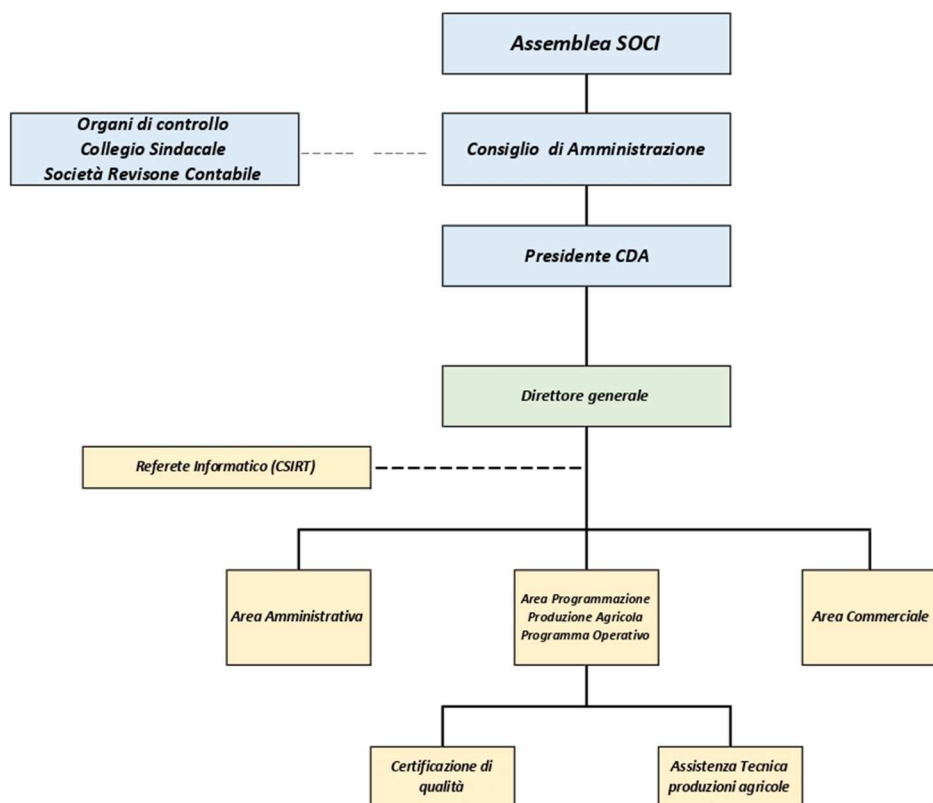 Assemblea SOCI
Organi di controllo
Collegio Sindacale
Società Revisone Contabile
Consiglio di Amministrazione
Presidente CDA
Direttore generale
Referete Informatico (CSIRT)
Area Amministrativa
Area Programmazione
Produzione Agricola
Programma Operativo
Area Commerciale
Certificazione di
qualità
Assistenza Tecnica
produzioni agricole